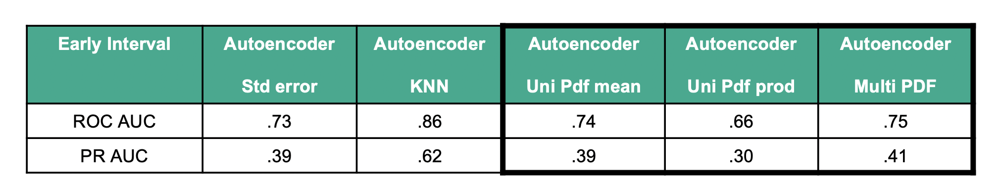 Early Interval Autoencoder Autoencoder Autoencoder Autoencoder Autoencoder
Std error KNN Uni Pdf mean Uni Pdf prod Multi PDF
ROC AUC .73 .86 .74 .66 .75
PR AUC .39 .62 .39 .30 .41